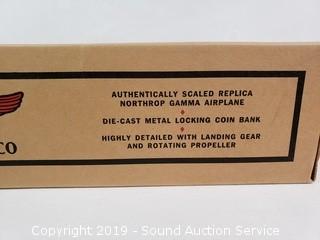 AUTHENTICALLY SCALED REPLICA
NORTHROP GAMMA AIRPLANE
DIE-CAST METAL LOCKING COIN BANK
HIGHLY DETAILED WITH LANDING GEAR
AND ROTATING PROPELLER
CO
Copyright 2019 - Sound Auction Service